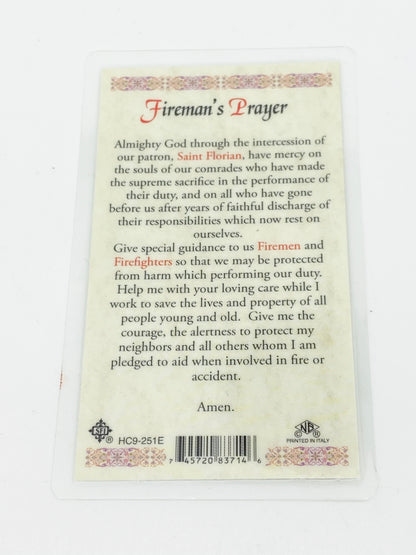 Fireman's Prayer
Almighty God through the intercession of
our patron, Saint Florian, have mercy on
the souls of our comrades who have made
the supreme sacrifice in the performance of
their duty, and on all who have gone
before us after years of faithful discharge of
their responsibilities which now rest on
ourselves.
Give special guidance to us Firemen and
Firefighters so that we may be protected
from harm which performing our duty.
Help me with your loving care while I
work to save the lives and property of all
people young and old. Give me the
courage, the alertness to protect my
neighbors and all others whom I am
pledged to aid when involved in fire or
accident.
Amen.
® HC9-251E
7 45720 83714 6
PRINTED IN ITALY